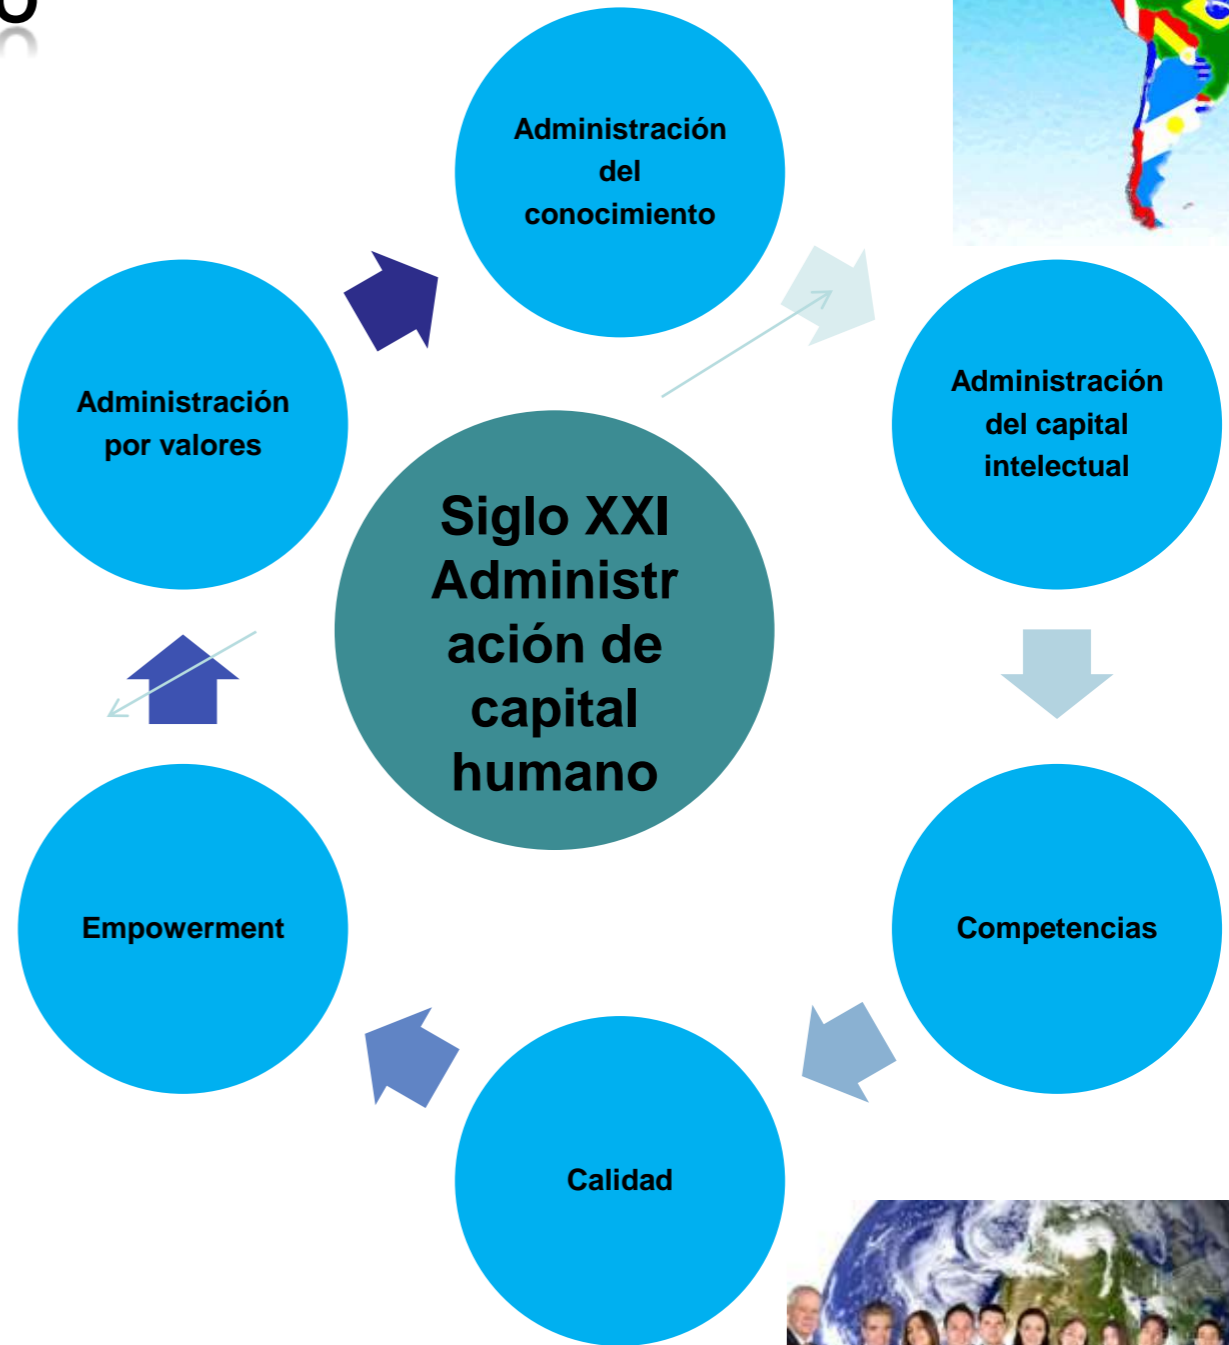 Administración
del
conocimiento
Administración
del capital
intelectual
Competencias
Calidad
Empowerment
Administración
por valores
Siglo XXI
Administr
ación de
capital
humano